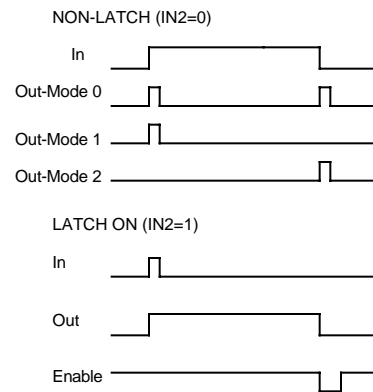 NON-LATCH (IN2=0)
In
Out-Mode 0
Out-Mode 1
Out-Mode 2
LATCH ON (IN2=1)
In
Out
Enable